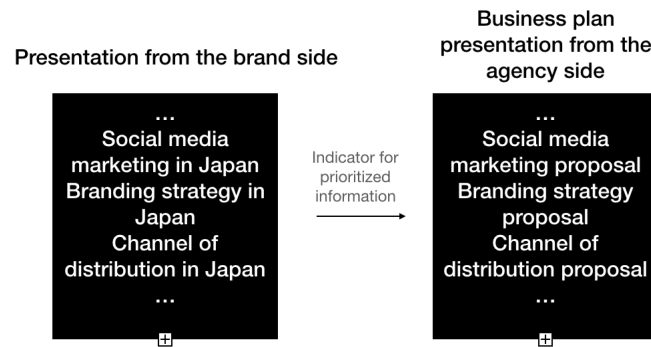 Presentation from the brand side
…
Social media
marketing in Japan
Branding strategy in
Japan
Channel of
distribution in Japan
…
Indicator for
prioritized
information
Business plan
presentation from the
agency side
…
Social media
marketing proposal
Branding strategy
proposal
Channel of
distribution proposal
…